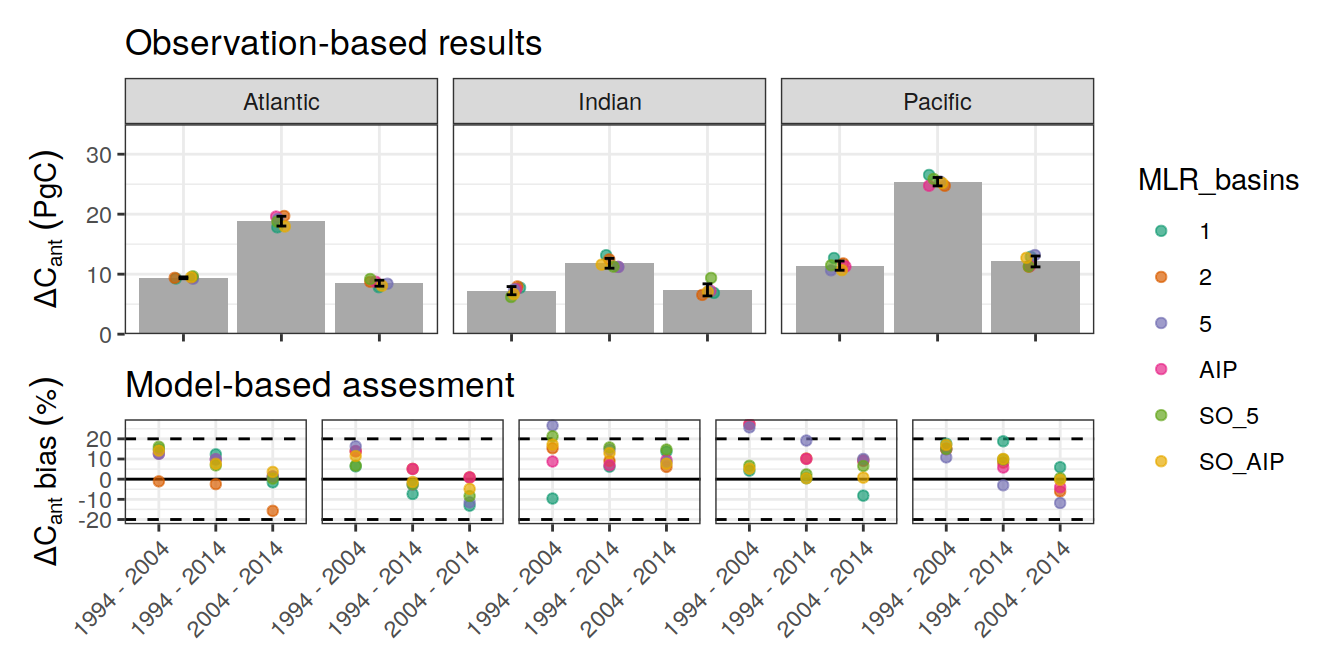 Observation-based results
Atlantic
Indian
Pacific
ΔCant (PgC)
30
20
10
0
Model-based assesment
ΔCant bias (%)
20
10
0
-10
-20
1994 - 2004
1994 - 2014
2004 - 2014
1994 - 2004
1994 - 2014
2004 - 2014
1994 - 2004
1994 - 2014
2004 - 2014
1994 - 2004
1994 - 2014
2004 - 2014
1994 - 2004
1994 - 2014
2004 - 2014
MLR_basins
1
2
5
AIP
SO_5
SO_AIP